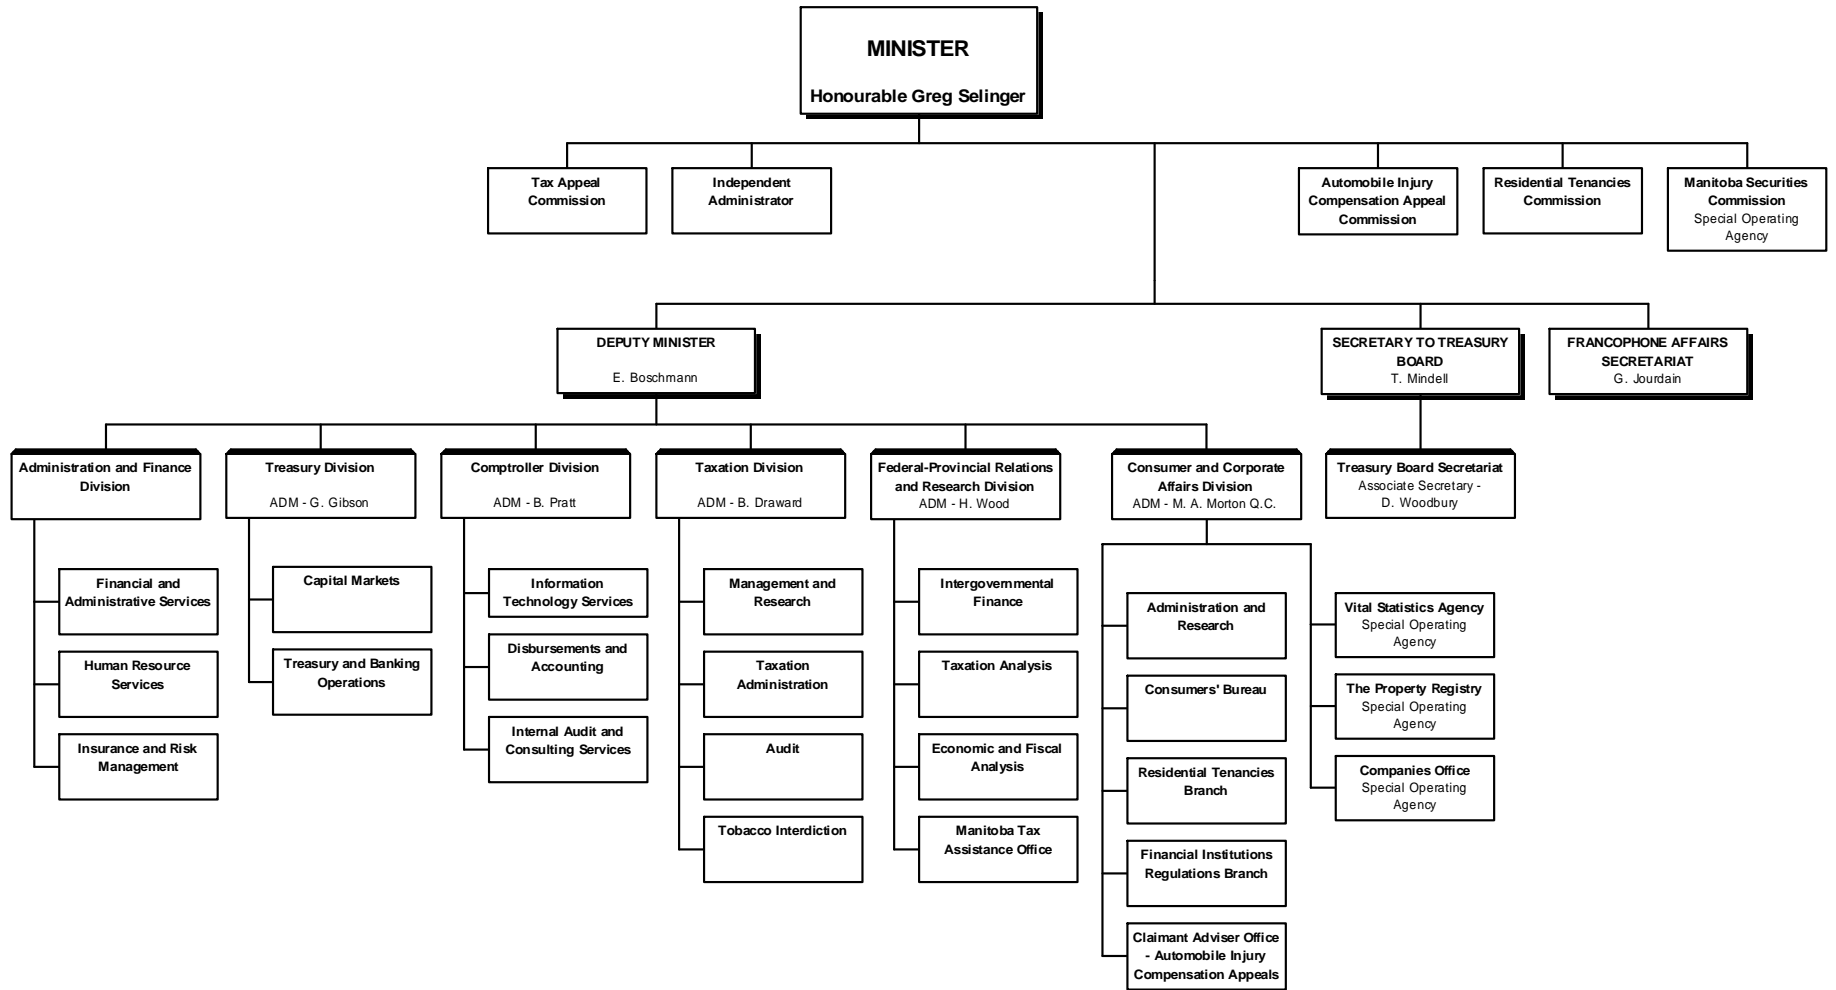 MINISTER
Honourable Greg Selinger
Tax Appeal
Commission
Independent
Administrator
Automobile Injury
Compensation Appeal
Commission
Residential Tenancies
Commission
Manitoba Securities
Commission
Special Operating
Agency
DEPUTY MINISTER
E. Boschmann
SECRETARY TO TREASURY
BOARD
T. Mindell
FRANCOPHONE AFFAIRS
SECRETARIAT
G. Jourdain
Administration and Finance
Division
Treasury Division
ADM - G. Gibson
Comptroller Division
ADM - B. Pratt
Taxation Division
ADM - B. Draward
Federal-Provincial Relations
and Research Division
ADM - H. Wood
Consumer and Corporate
Affairs Division
ADM - M. A. Morton Q.C.
Treasury Board Secretariat
Associate Secretary -
D. Woodbury
Financial and
Administrative Services
Human Resource
Services
Insurance and Risk
Management
Capital Markets
Treasury and Banking
Operations
Information
Technology Services
Disbursements and
Accounting
Internal Audit and
Consulting Services
Management and
Research
Taxation
Administration
Audit
Tobacco Interdiction
Intergovernmental
Finance
Taxation Analysis
Economic and Fiscal
Analysis
Manitoba Tax
Assistance Office
Administration and
Research
Consumers' Bureau
Residential Tenancies
Branch
Financial Institutions
Regulations Branch
Claimant Adviser Office
- Automobile Injury
Compensation Appeals
Vital Statistics Agency
Special Operating
Agency
The Property Registry
Special Operating
Agency
Companies Office
Special Operating
Agency